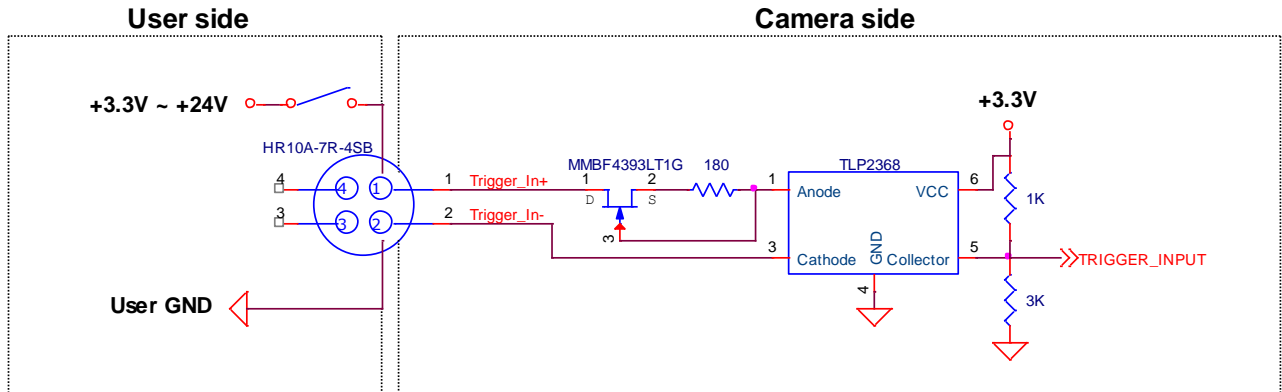 User side
Camera side
+3.3V ~ +24V
+3.3V
HR10A-7R-4SB
MMBF4393LT1G
180
TLP2368
4
4
1
1
Trigger_In+
1
D
2
S
1
Anode
VCC
6
1K
3
3
2
2
Trigger_In-
3
3
Cathode
GND
Collector
5
TRIGGER_INPUT
4
3K
User GND